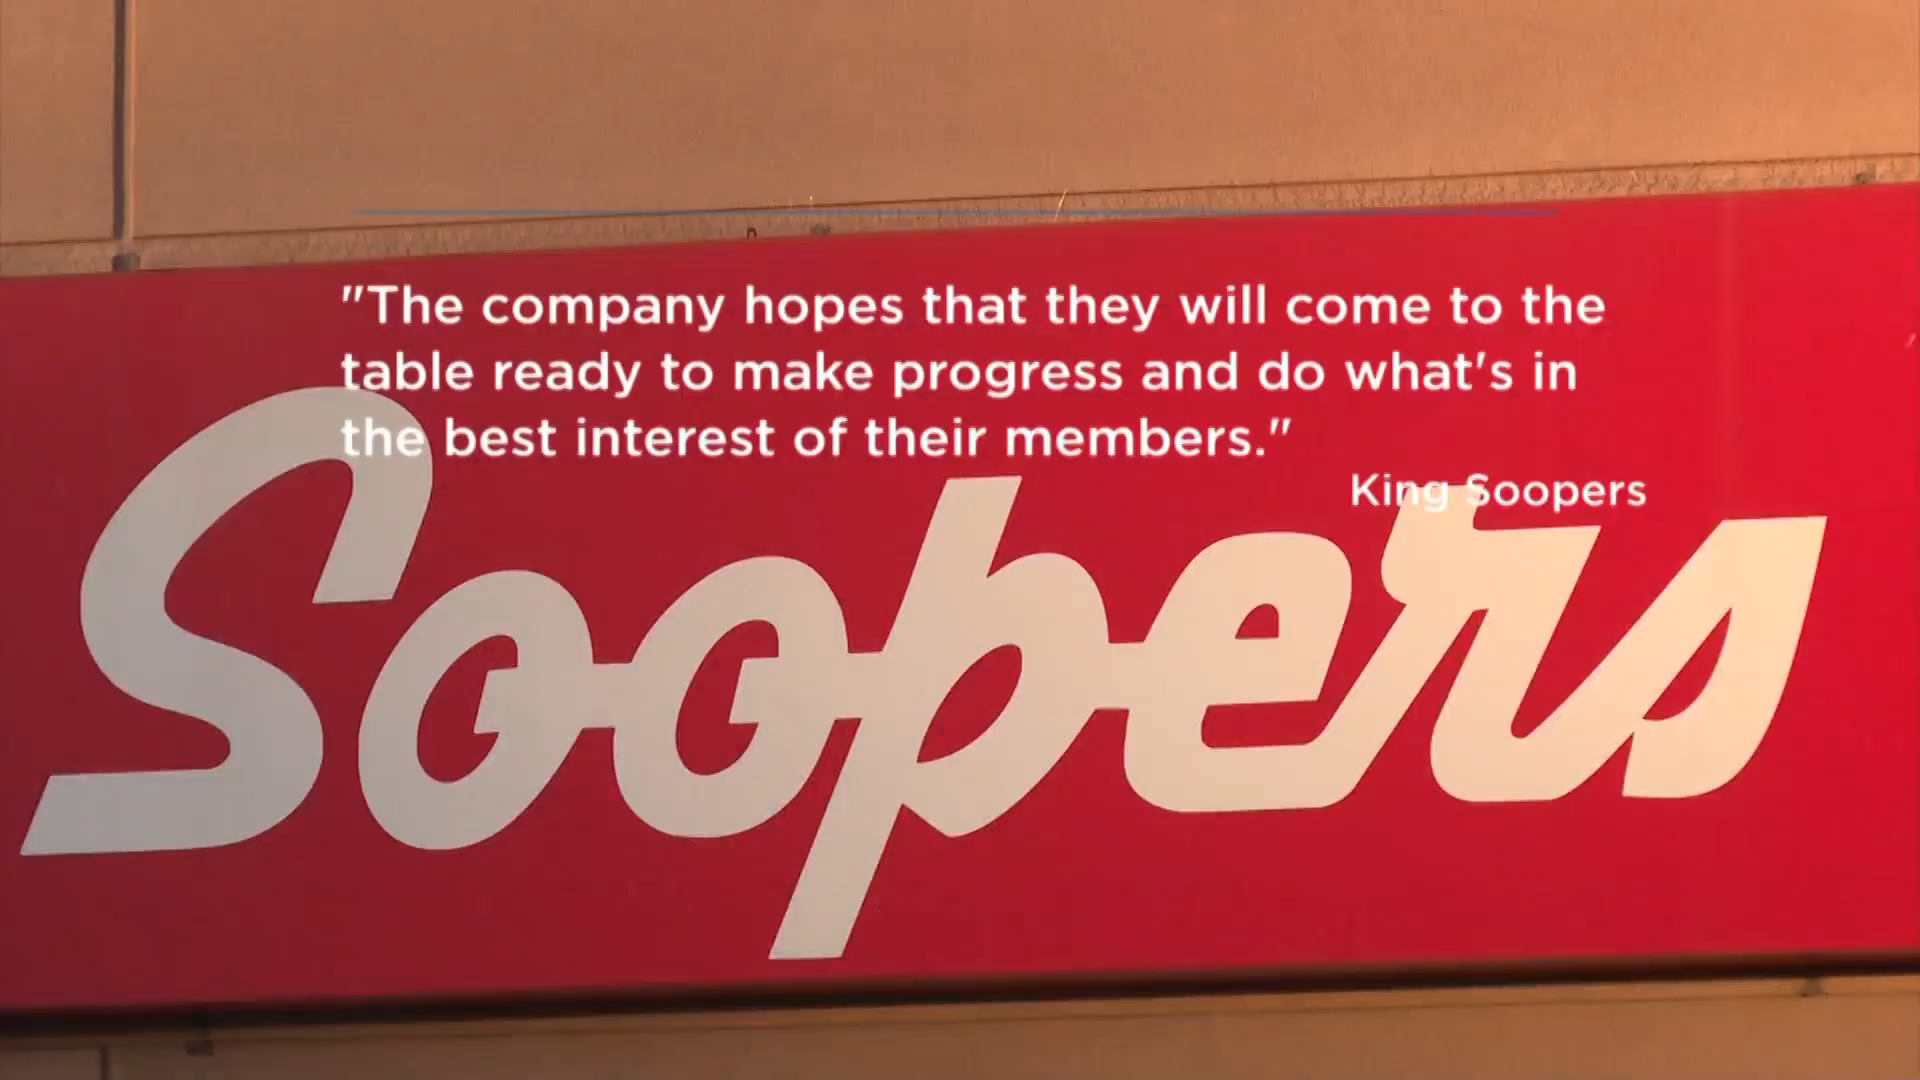 "The company hopes that they will come to the
table ready to make progress and do what's in
the best interest of their members."
King Soopers
Soopers